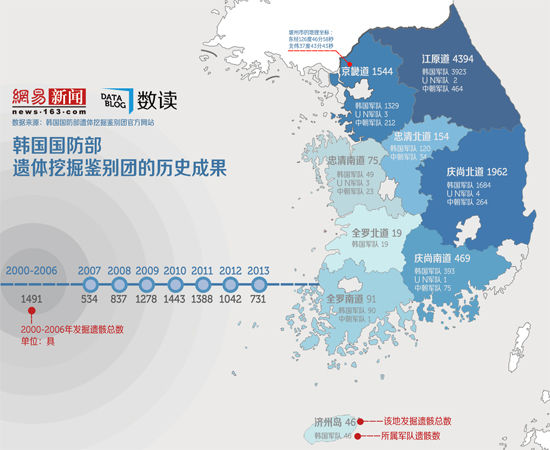 坡州市的地理坐标:
东经126度46分58秒
北纬37度43分43秒
京畿道 1544
韩国军队 1329
UN军队 3
中朝军队 212
江原道 4394
韩国军队 3923
UN军队 2
中朝军队 464
網易 新闻
news·163.com
DATA BLOG 数读
数据来源：韩国国防部遗体挖掘鉴别团官方网站
韩国国防部
遗体挖掘鉴别团的历史成果
忠清北道 154
韩国军队 120
中朝军队 34
忠清南道 75
韩国军队 49
UN军队 3
中朝军队 23
庆尚北道 1962
韩国军队 1684
UN军队 4
中朝军队 264
全罗北道 19
韩国军队 19
庆尚南道 469
韩国军队 393
UN军队 1
中朝军队 75
全罗南道 91
韩国军队 90
中朝军队 1
2000-2006 2007 2008 2009 2010 2011 2012 2013
1491 534 837 1278 1443 1388 1042 731
2000-2006年发掘遗骸总数
单位：具
济州岛 46
该地发掘遗骸总数
韩国军队 46
所属军队遗骸数